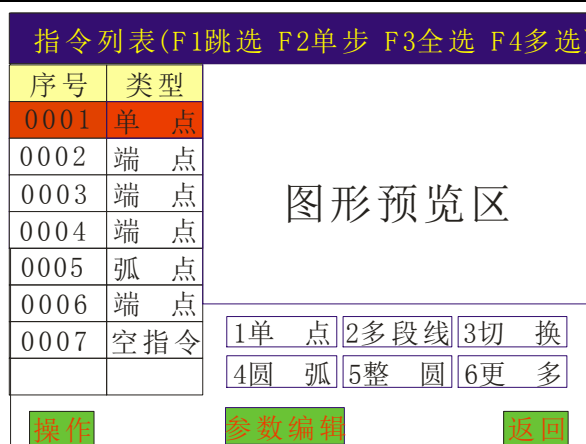 指令列表(F1跳选 F2单步 F3全选 F4多选)
序号 类型
0001 单 点
0002 端 点
0003 端 点
0004 端 点
0005 弧 点
0006 端 点
0007 空指令
图形预览区
1单 点 2多段线 3切 换
4圆 弧 5整 圆 6更 多
操作 参数编辑 返回